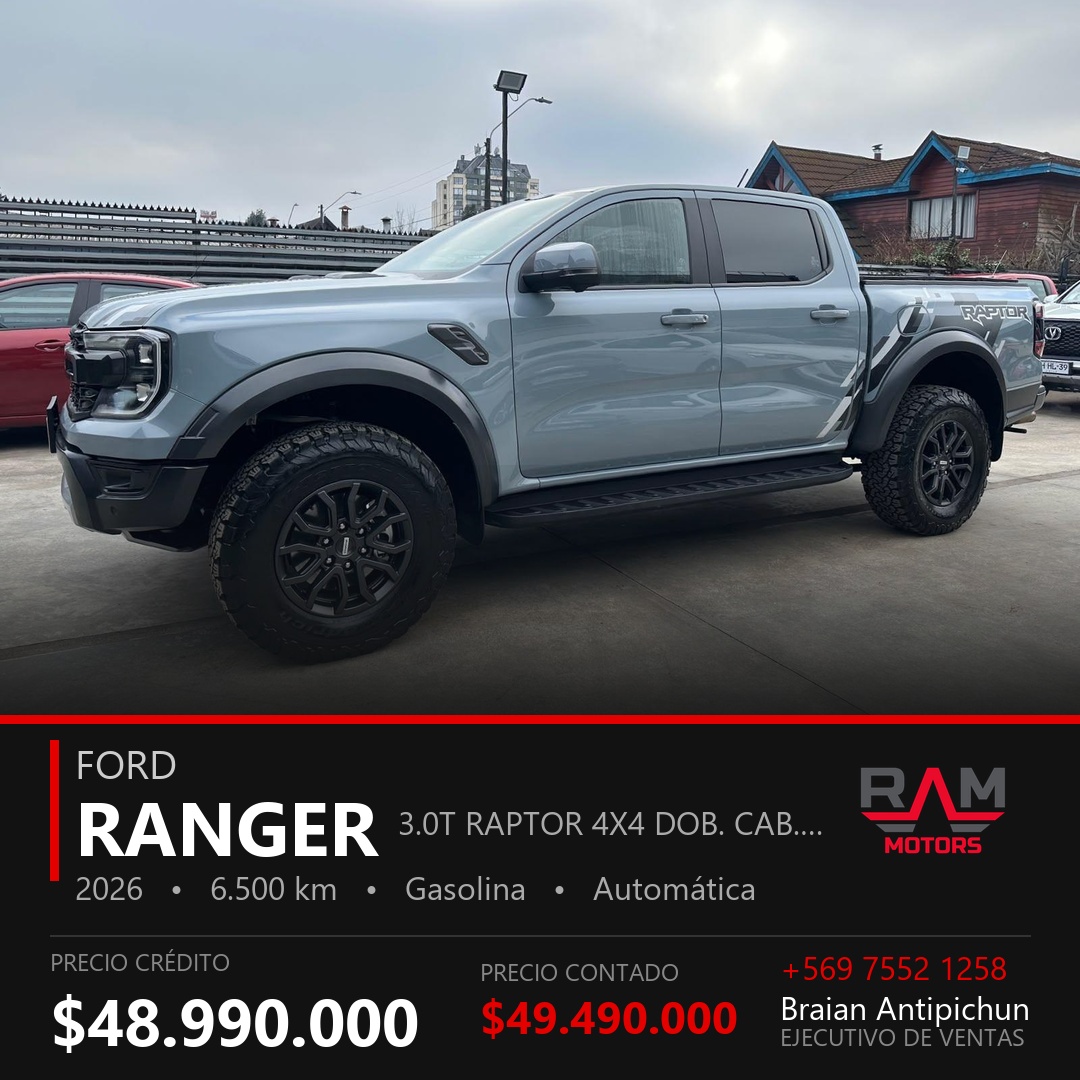 RAPTOR
FORD
RANGER 3.0T RAPTOR 4X4 DOB. CAB....
2026 • 6.500 km • Gasolina • Automática
RAM
MOTORS
PRECIO CRÉDITO
$48.990.000
PRECIO CONTADO
$49.490.000
+569 7552 1258
Braian Antipichun
EJECUTIVO DE VENTAS